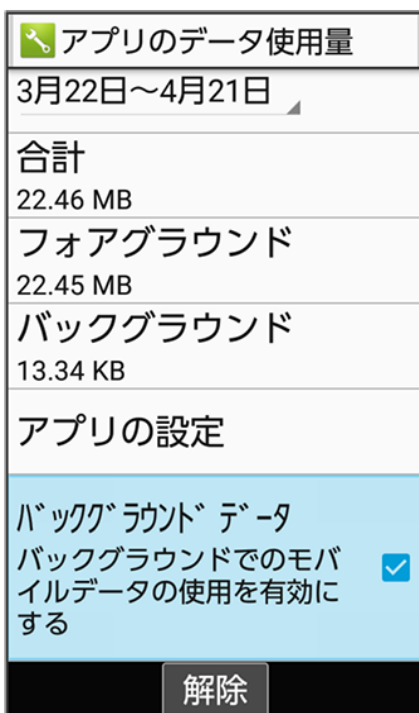 アプリのデータ使用量
3月22日～4月21日
合計
22.46 MB
フォアグラウンド
22.45 MB
バックグラウンド
13.34 KB
アプリの設定
ﾊﾞｯｸｸﾞﾗｳﾝﾄﾞ ﾃﾞｰﾀ
バックグラウンドでのモバ
イルデータの使用を有効に
する
解除